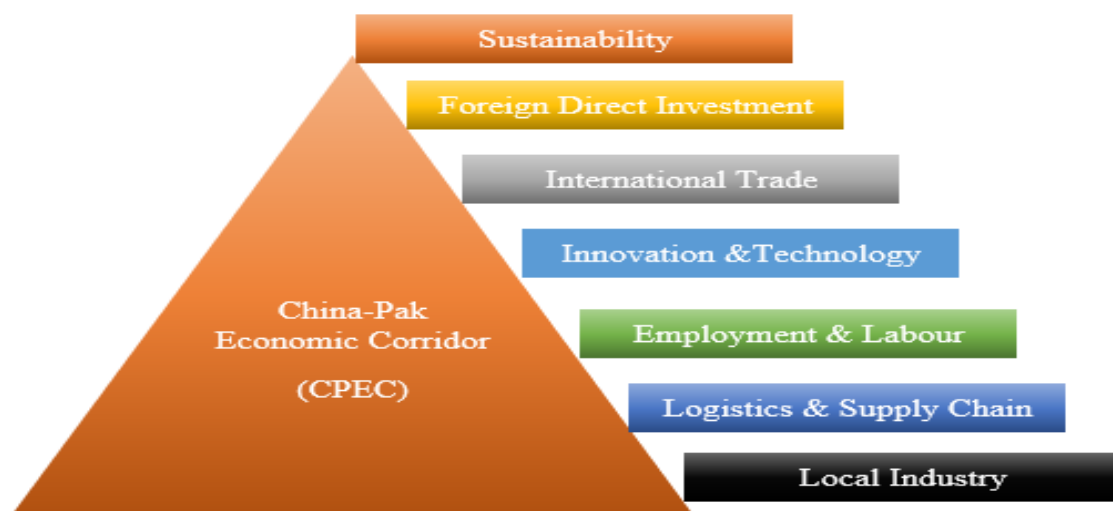 Sustainability
Foreign Direct Investment
International Trade
Innovation &Technology
China-Pak
Economic Corridor
(CPEC)
Employment & Labour
Logistics & Supply Chain
Local Industry